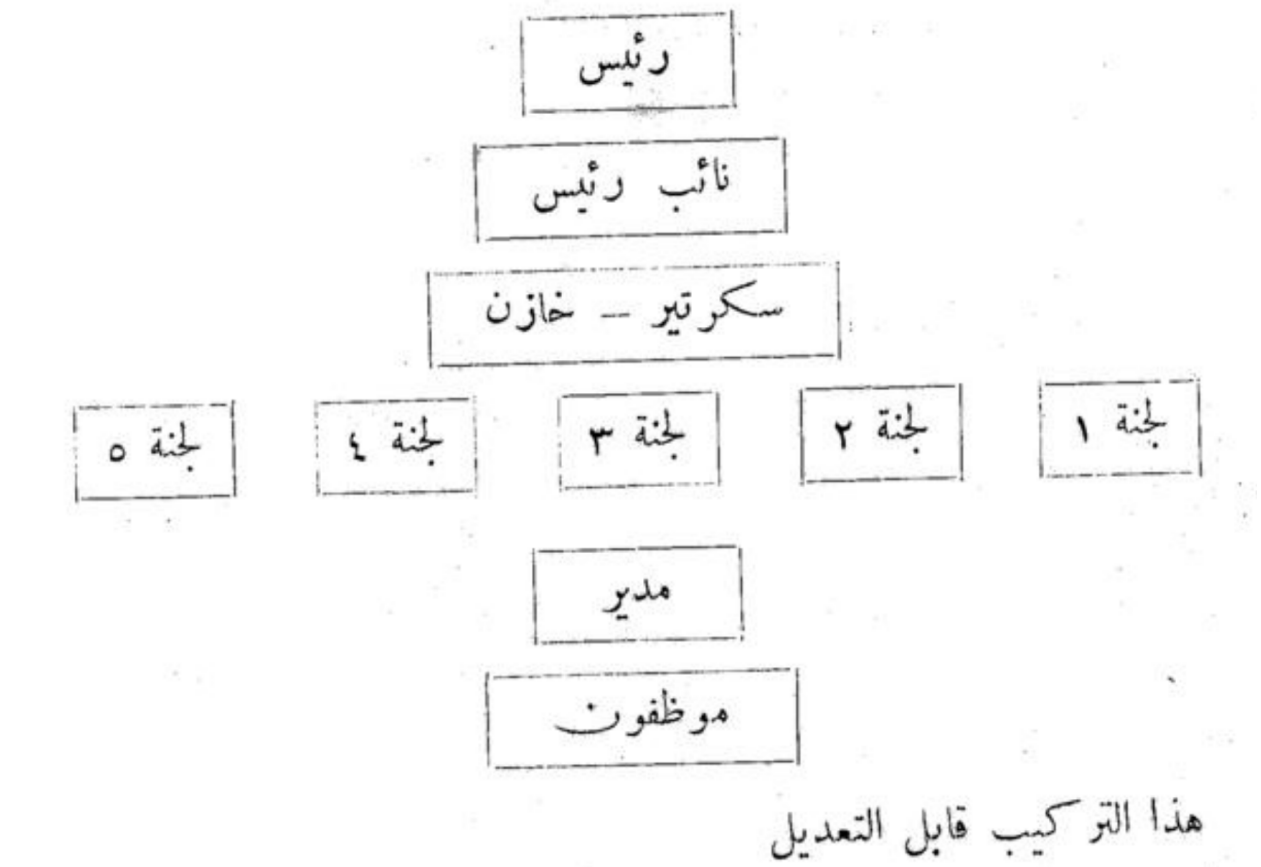 رئيس
نائب رئيس
سكرتير – خازن
لجنة ١ لجنة ٢ لجنة ٣ لجنة ٤ لجنة ٥
مدير
موظفون
هذا التركيب قابل التعديل